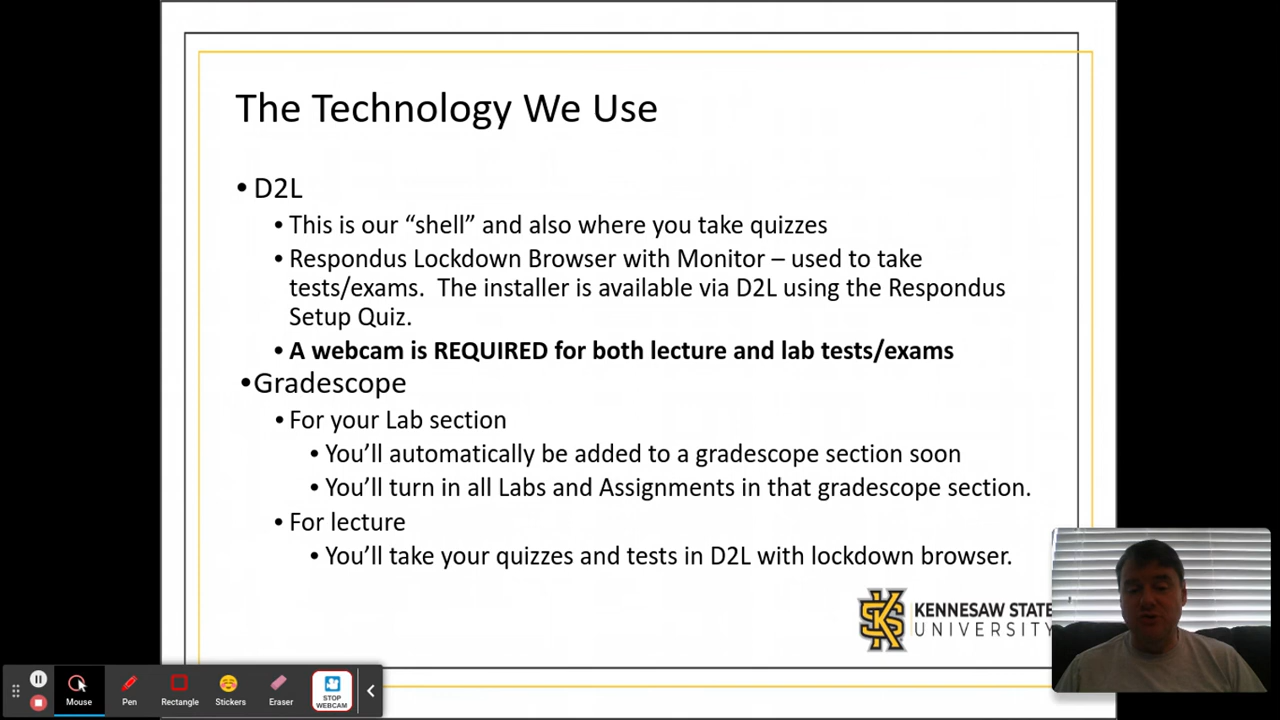 The Technology We Use
• D2L
• This is our “shell” and also where you take quizzes
• Respondus Lockdown Browser with Monitor – used to take
tests/exams.  The installer is available via D2L using the Respondus
Setup Quiz.
• A webcam is REQUIRED for both lecture and lab tests/exams
•Gradescope
• For your Lab section
• You’ll automatically be added to a gradescope section soon
• You’ll turn in all Labs and Assignments in that gradescope section.
• For lecture
• You’ll take your quizzes and tests in D2L with lockdown browser.
KENNESAW STATE
UNIVERSITY
Mouse
Pen
Rectangle
Stickers
Eraser
STOP
WEBCAM